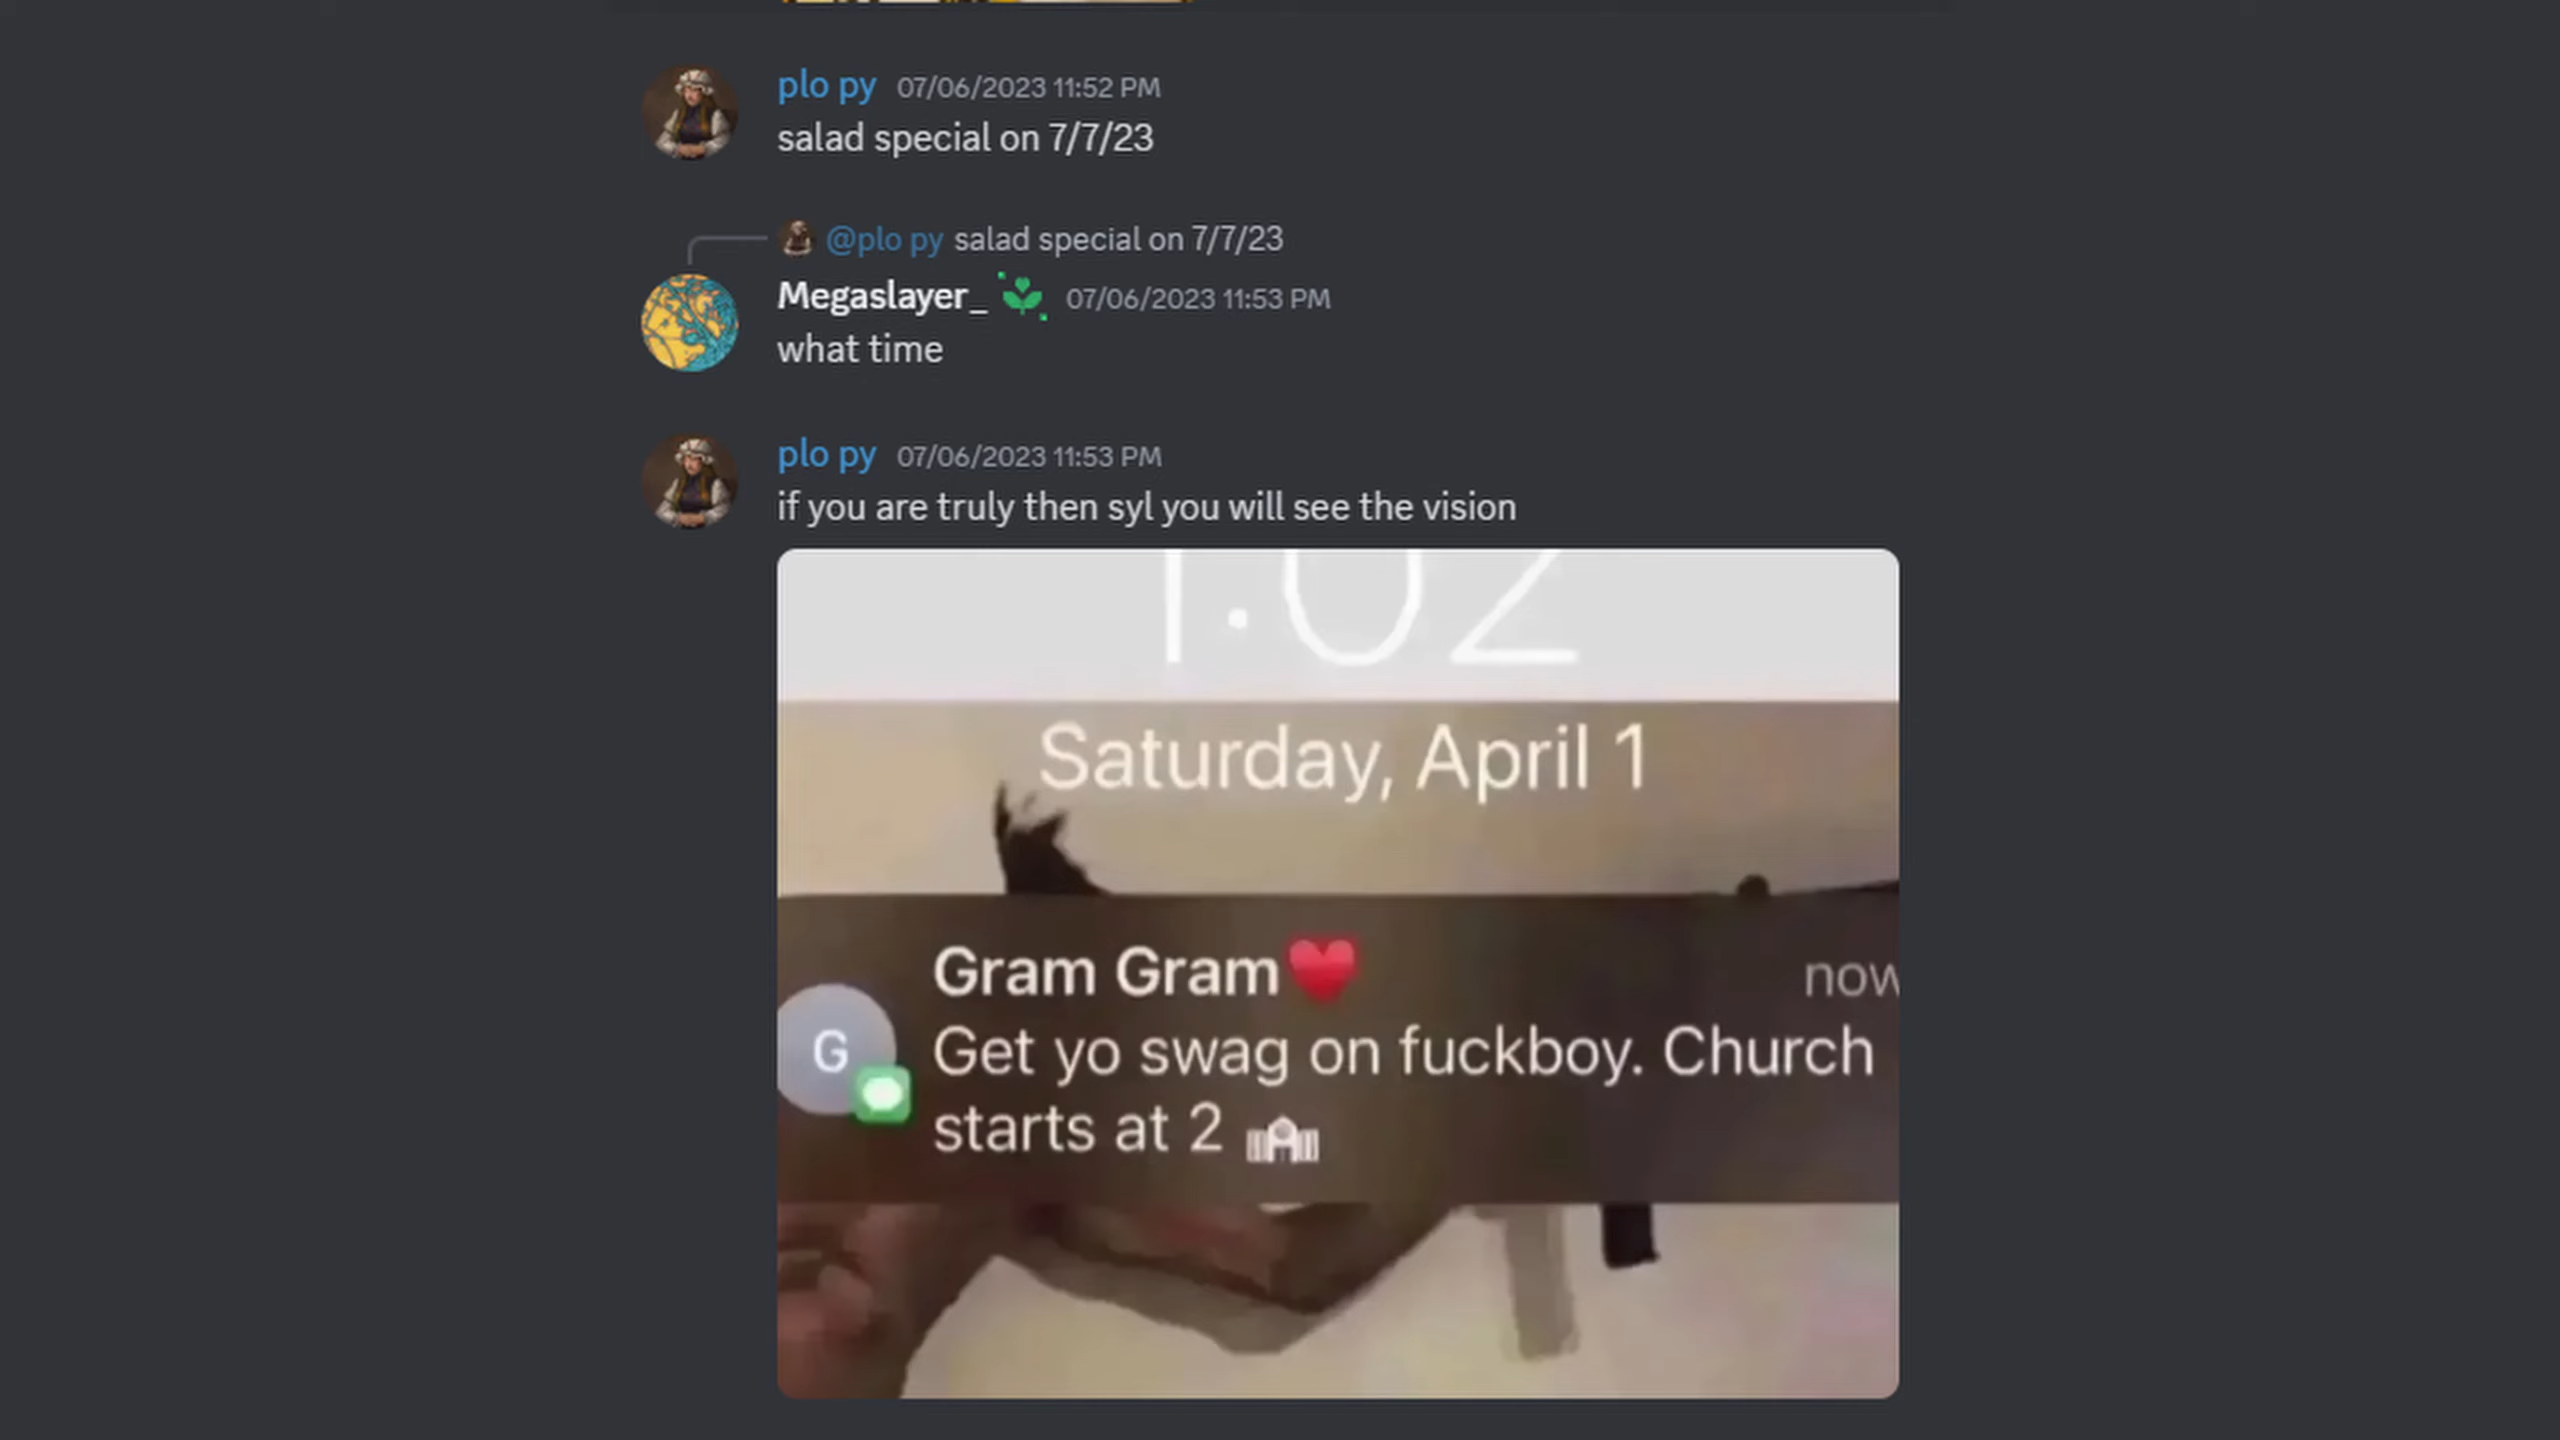 plo py 07/06/2023 11:52 PM
salad special on 7/7/23
@plo py salad special on 7/7/23
Megaslayer_ 07/06/2023 11:53 PM
what time
plo py 07/06/2023 11:53 PM
if you are truly then syl you will see the vision
1:02
Saturday, April 1
Gram Gram❤️ now
G
Get yo swag on fuckboy. Church
starts at 2